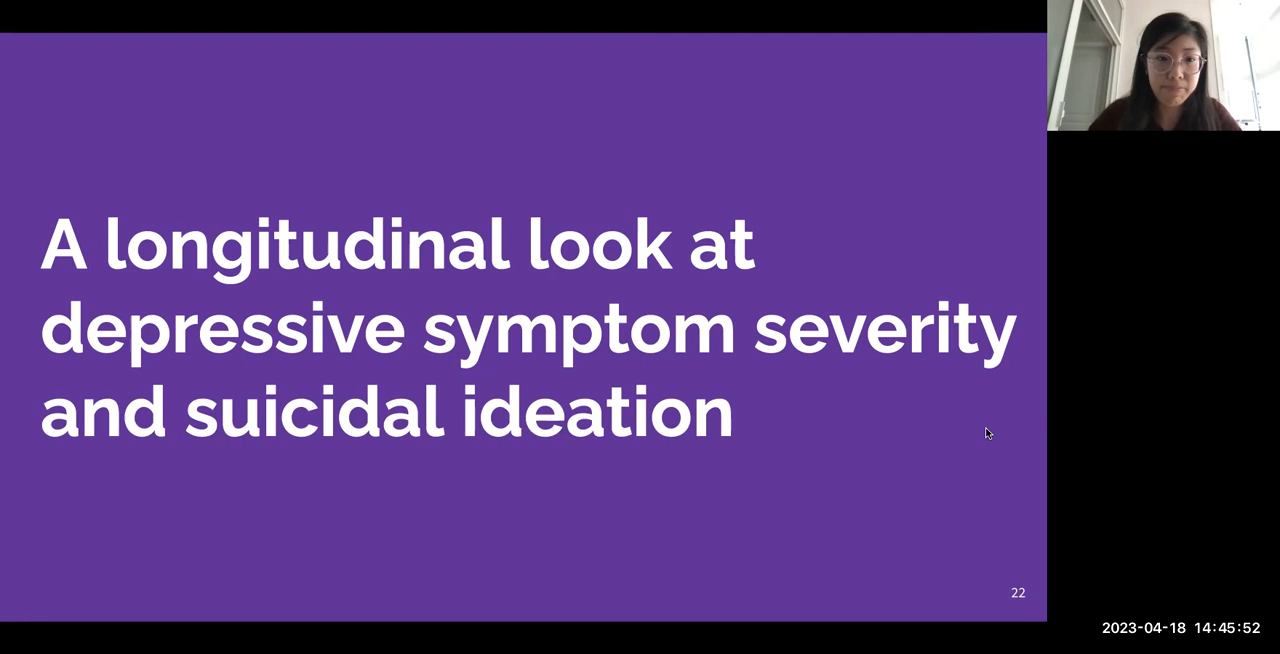 A longitudinal look at
depressive symptom severity
and suicidal ideation
22
2023-04-18 14:45:52